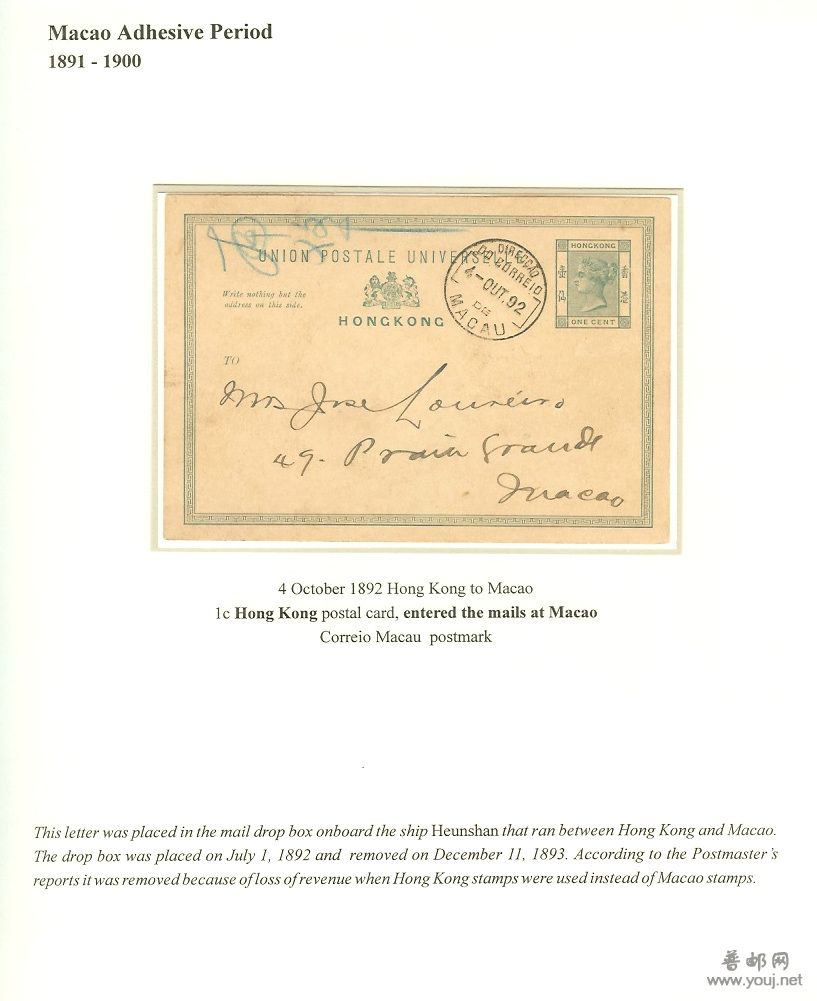 Macao Adhesive Period
1891 - 1900
UNION POSTALE UNIVERSELLE
Write nothing but the
address on this side.
HONGKONG
DIRECÇÃO
DO CORREIO
4-OUT.92
DE
MACAU
HONGKONG
ONE CENT
TO
Mrs Jose Loureiro
49. Praia Grande
Macao
4 October 1892 Hong Kong to Macao
1c Hong Kong postal card, entered the mails at Macao
Correio Macau postmark
This letter was placed in the mail drop box onboard the ship Heunshan that ran between Hong Kong and Macao.
The drop box was placed on July 1, 1892 and removed on December 11, 1893. According to the Postmaster's
reports it was removed because of loss of revenue when Hong Kong stamps were used instead of Macao stamps.
普邮网
www.youj.net